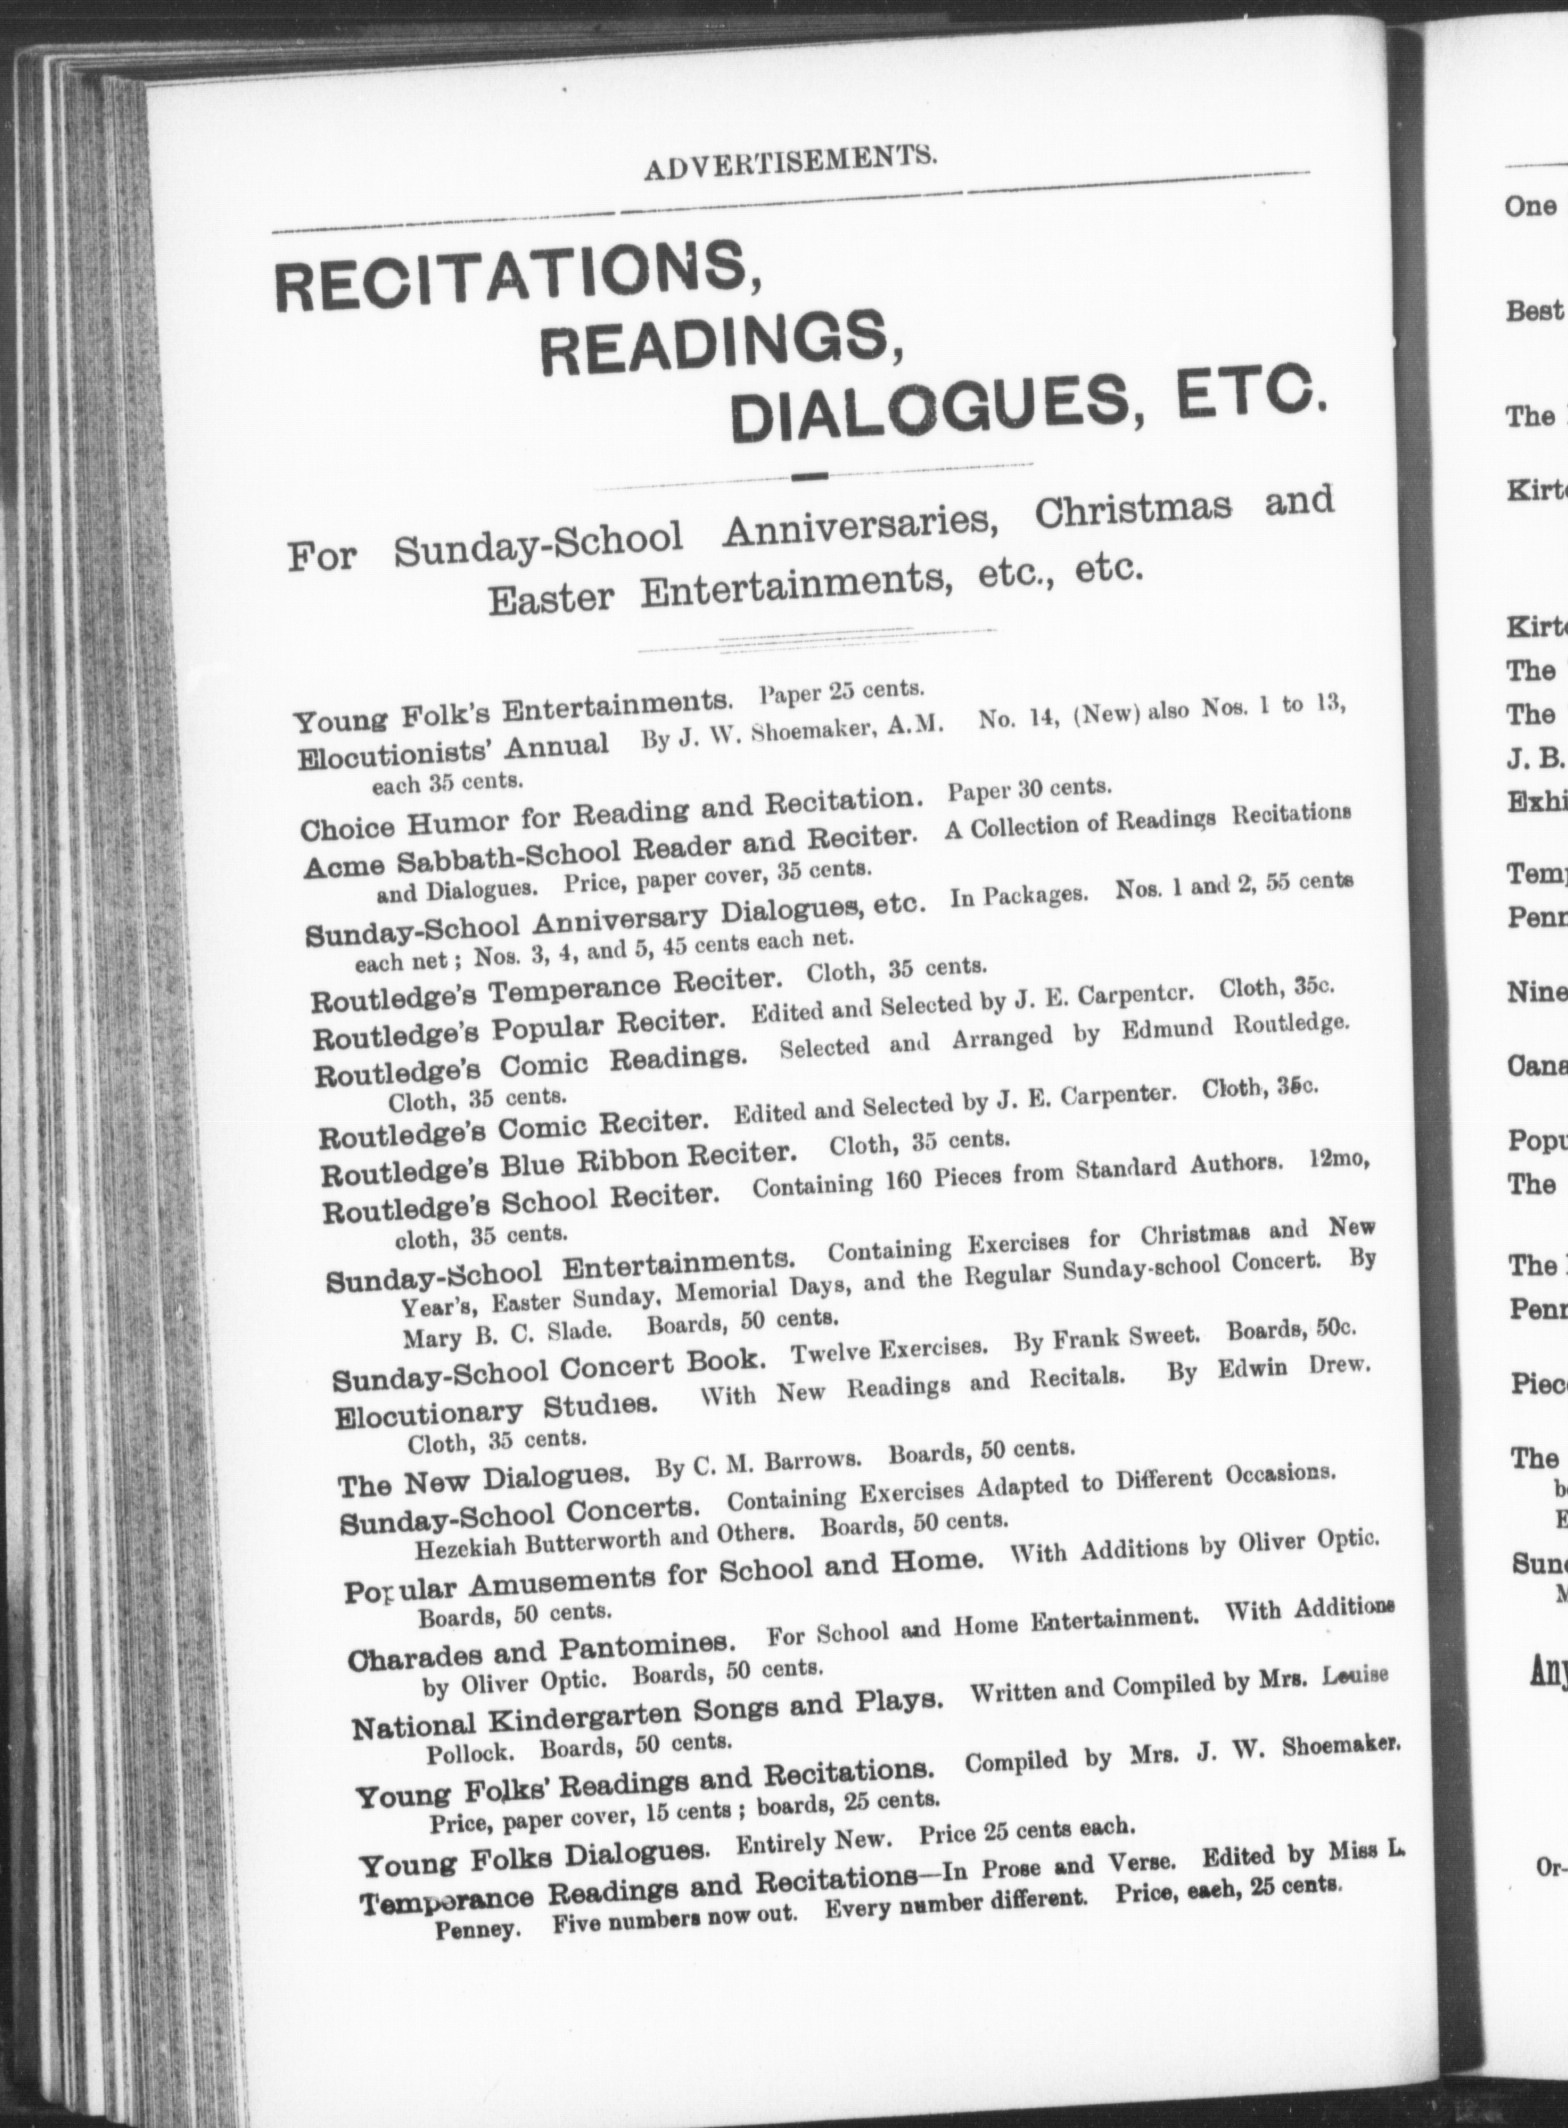 ADVERTISEMENTS.
RECITATIONS,
READINGS,
DIALOGUES, ETC.
For Sunday-School Anniversaries, Christmas and
Easter Entertainments, etc., etc.
Young Folk's Entertainments. Paper 25 cents.
Elocutionists' Annual By J. W. Shoemaker, A.M. No. 14, (New) also Nos. 1 to 13,
each 35 cents.
Choice Humor for Reading and Recitation. Paper 30 cents.
Acme Sabbath-School Reader and Reciter. A Collection of Readings Recitations
and Dialogues. Price, paper cover, 35 cents.
Sunday-School Anniversary Dialogues, etc. In Packages. Nos. 1 and 2, 55 cents
each net; Nos. 3, 4, and 5, 45 cents each net.
Routledge's Temperance Reciter. Cloth, 35 cents.
Routledge's Popular Reciter. Edited and Selected by J. E. Carpenter. Cloth, 35c.
Routledge's Comic Readings. Selected and Arranged by Edmund Routledge.
Cloth, 35 cents.
Routledge's Comic Reciter. Edited and Selected by J. E. Carpenter. Cloth, 35c.
Routledge's Blue Ribbon Reciter. Cloth, 35 cents.
Routledge's School Reciter. Containing 160 Pieces from Standard Authors. 12mo,
cloth, 35 cents.
Sunday-School Entertainments. Containing Exercises for Christmas and New
Year's, Easter Sunday, Memorial Days, and the Regular Sunday-school Concert. By
Mary B. C. Slade. Boards, 50 cents.
Sunday-School Concert Book. Twelve Exercises. By Frank Sweet. Boards, 50c.
Elocutionary Studies. With New Readings and Recitals. By Edwin Drew.
Cloth, 35 cents.
The New Dialogues. By C. M. Barrows. Boards, 50 cents.
Sunday-School Concerts. Containing Exercises Adapted to Different Occasions.
Hezekiah Butterworth and Others. Boards, 50 cents.
Popular Amusements for School and Home. With Additions by Oliver Optic.
Boards, 50 cents.
Charades and Pantomines. For School and Home Entertainment. With Additions
by Oliver Optic. Boards, 50 cents.
National Kindergarten Songs and Plays. Written and Compiled by Mrs. Louise
Pollock. Boards, 50 cents.
Young Folks' Readings and Recitations. Compiled by Mrs. J. W. Shoemaker.
Price, paper cover, 15 cents; boards, 25 cents.
Young Folks Dialogues. Entirely New. Price 25 cents each.
Temperance Readings and Recitations—In Prose and Verse. Edited by Miss L.
Penney. Five numbers now out. Every number different. Price, each, 25 cents.
One
Best
The
The
The
J. B.
Nine
The
The
The